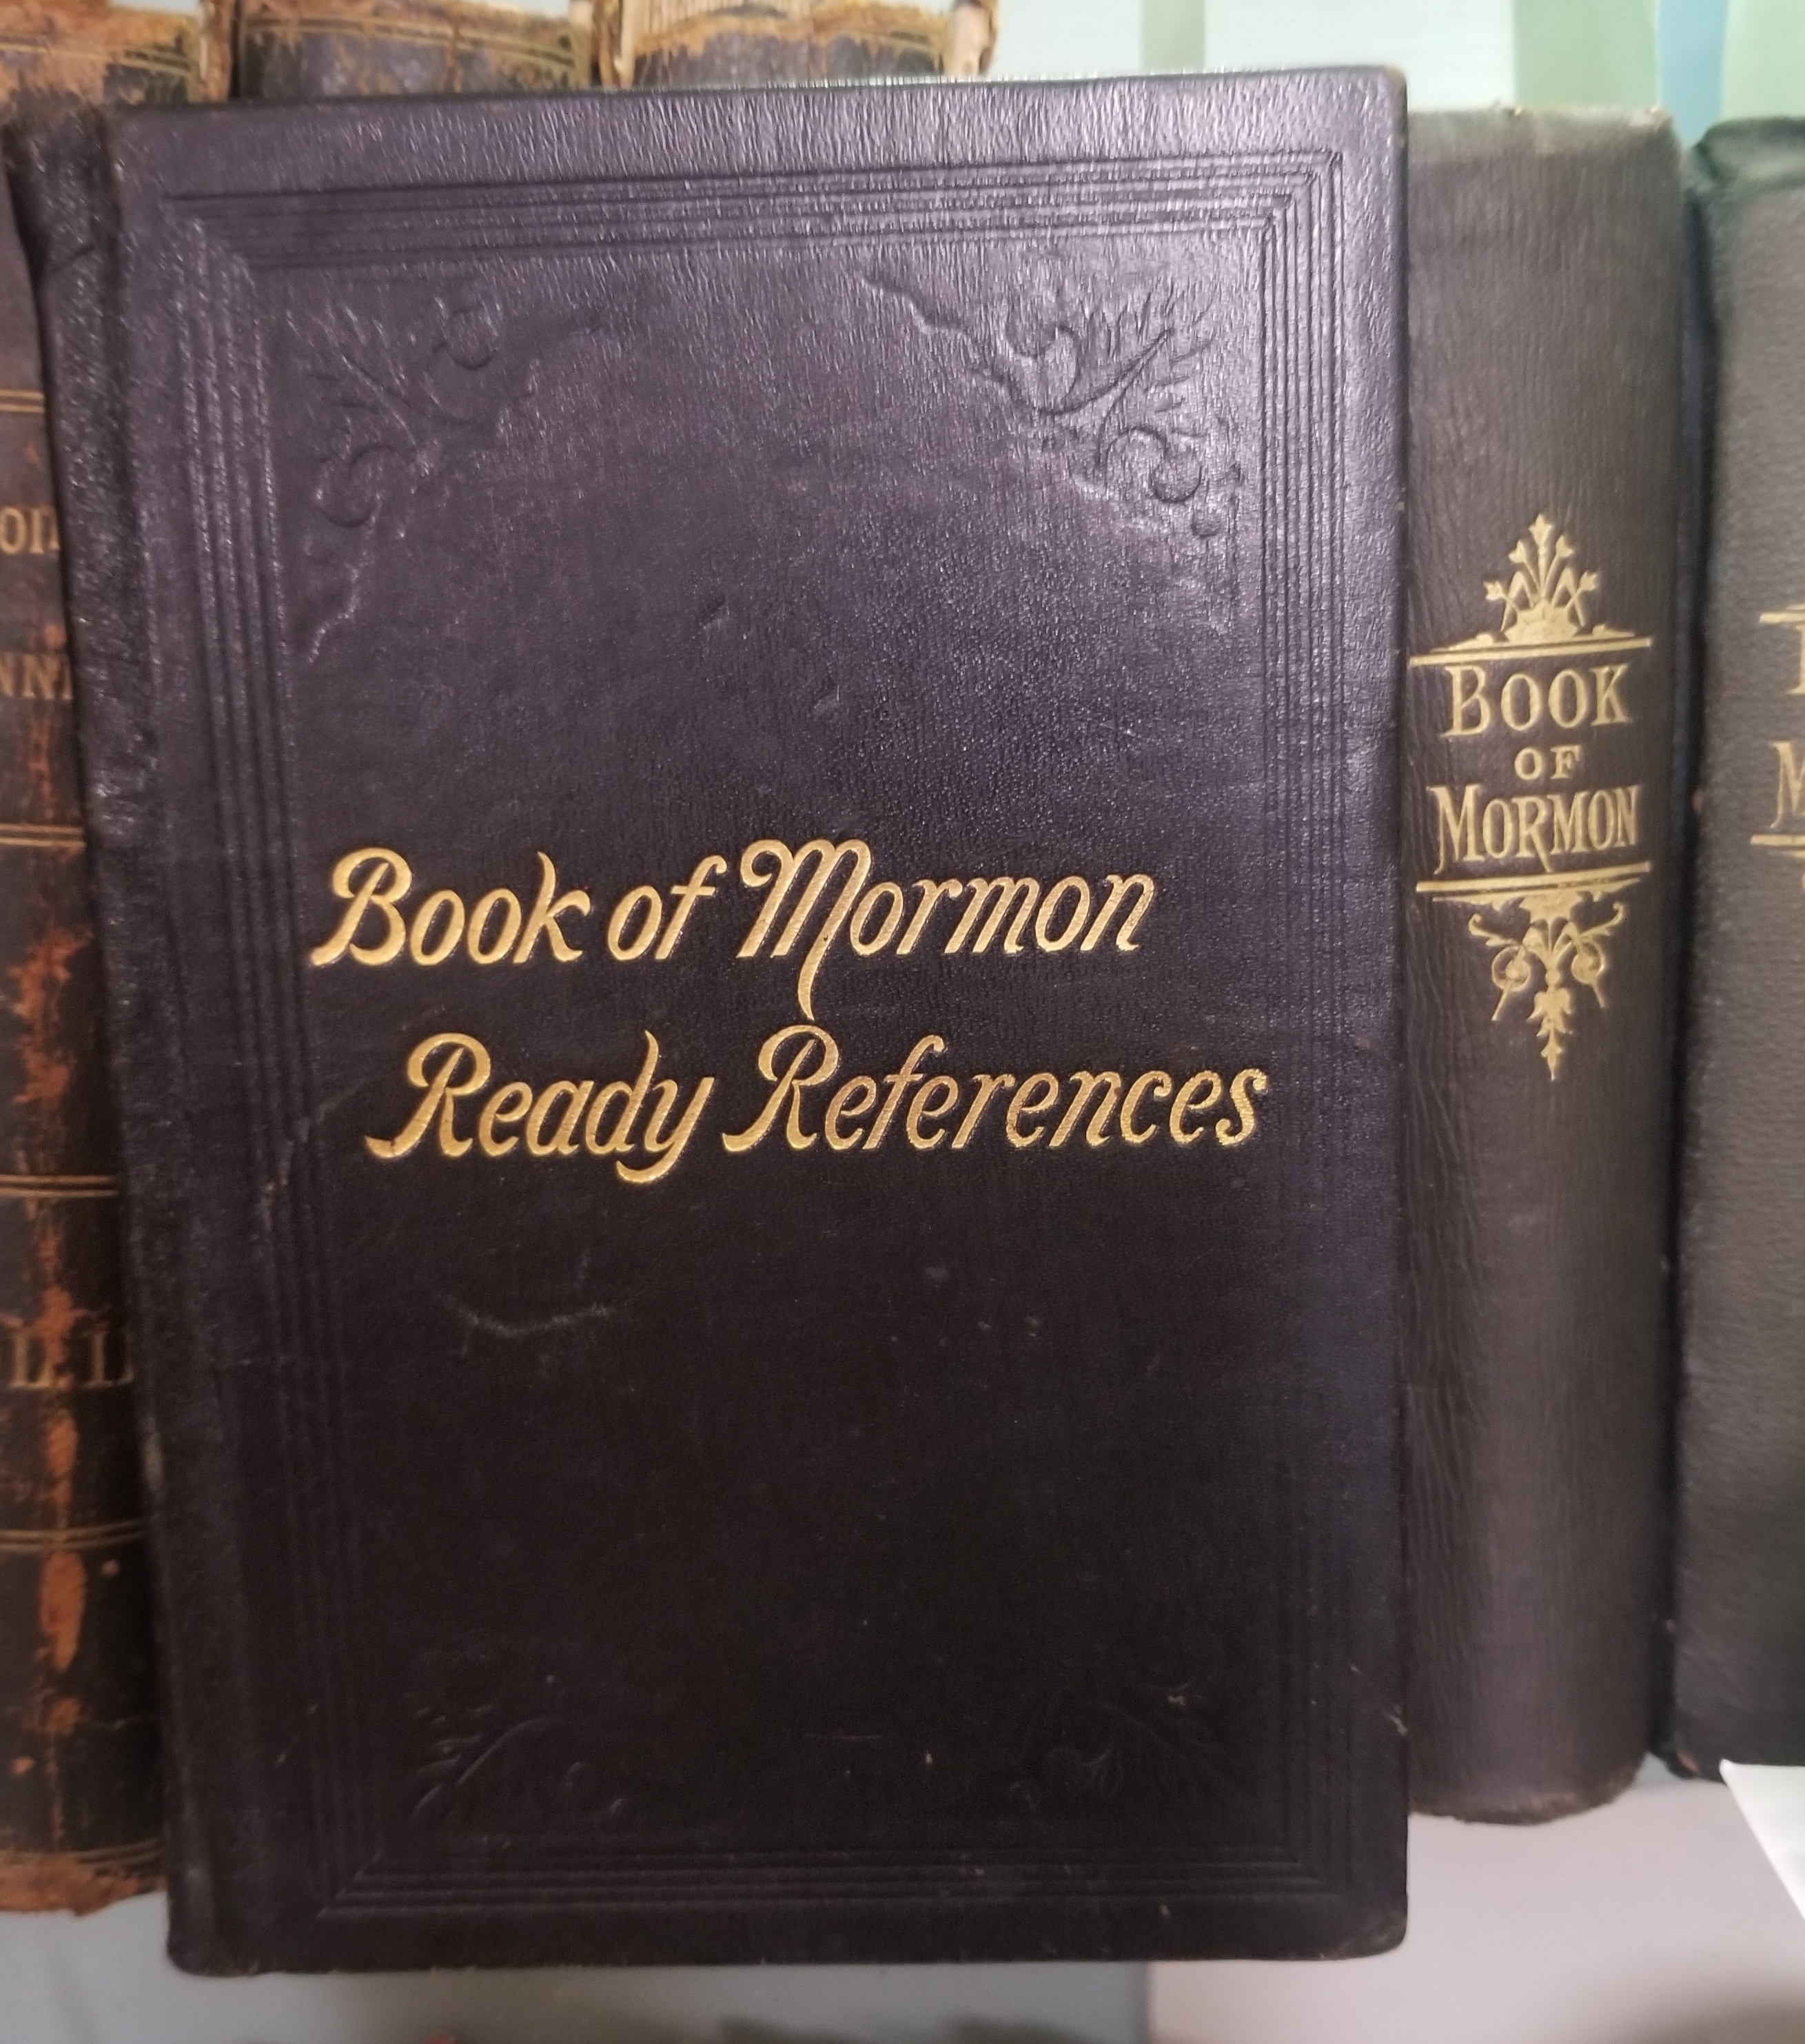 Book of Mormon
Ready References
BOOK
OF
MORMON